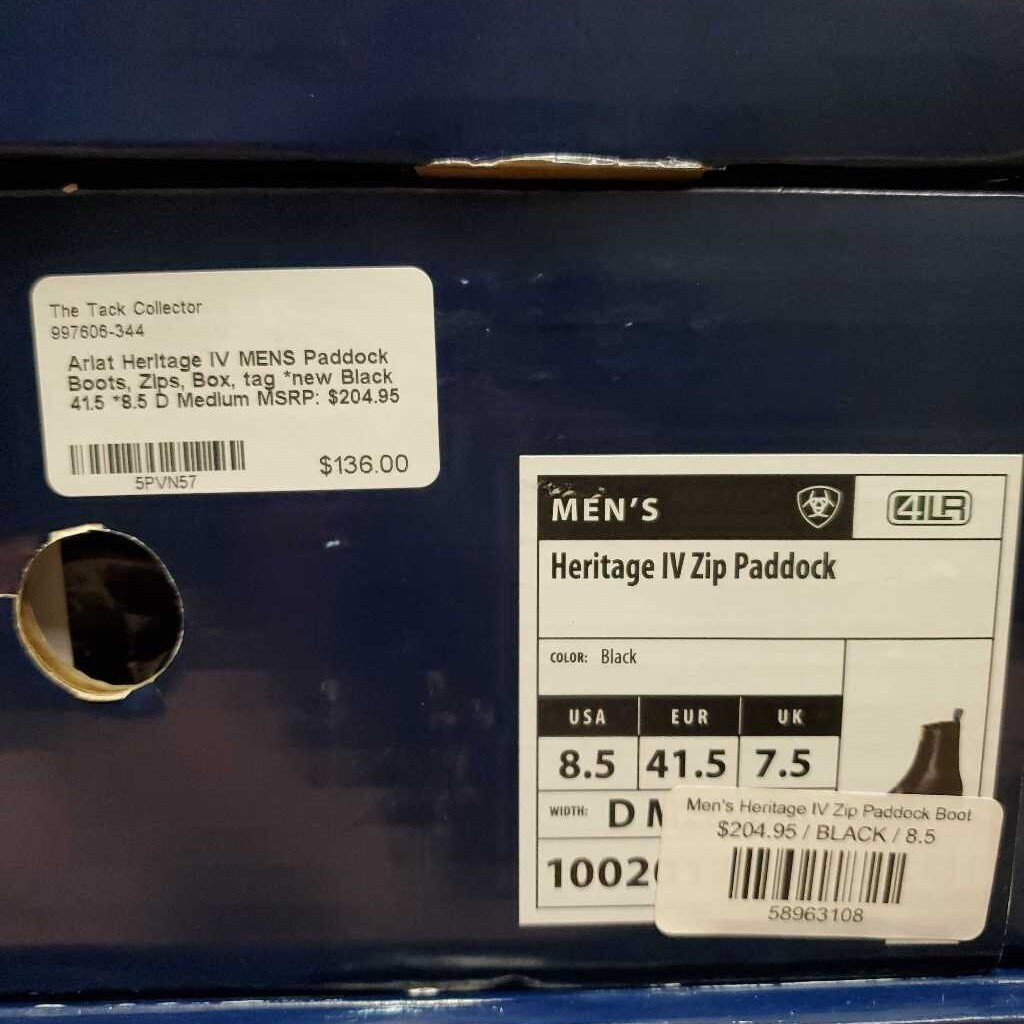 The Tack Collector
997606-344
Ariat Heritage IV MENS Paddock
Boots, Zips, Box, tag *new Black
41.5 *8.5 D Medium MSRP: $204.95
$136.00
5PVN57
MEN'S
4LR
Heritage IV Zip Paddock
COLOR: Black
USA EUR UK
8.5 41.5 7.5
WIDTH: D M
1002
Men's Heritage IV Zip Paddock Boot
$204.95 / BLACK / 8.5
58963108